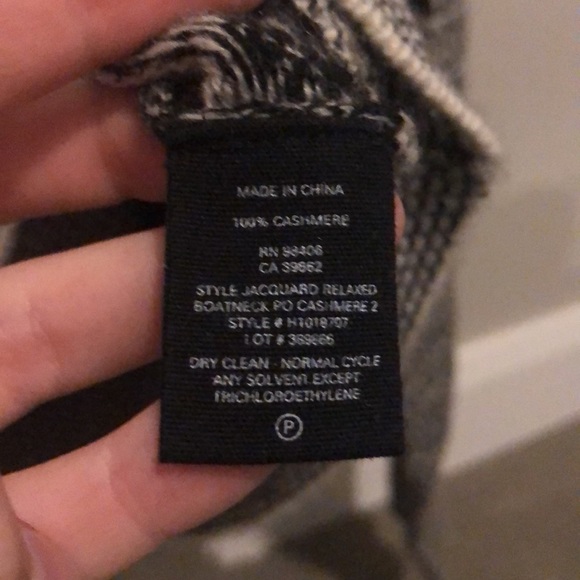 MADE IN CHINA
100% CASHMERE
RN 98406
CA 39662
STYLE JACQUARD RELAXED
BOATNECK PO CASHMERE 2
STYLE # H1018707
LOT # 369666
DRY CLEAN - NORMAL CYCLE
ANY SOLVENT EXCEPT
TRICHLOROETHYLENE
P